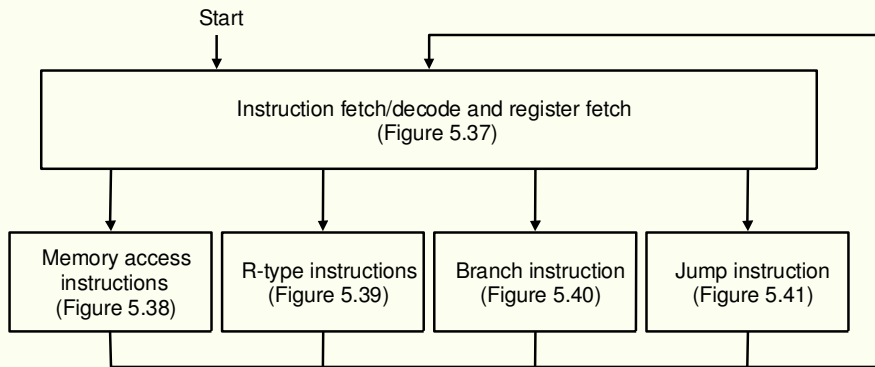 Start
Instruction fetch/decode and register fetch
(Figure 5.37)
Memory access
instructions
(Figure 5.38)
R-type instructions
(Figure 5.39)
Branch instruction
(Figure 5.40)
Jump instruction
(Figure 5.41)